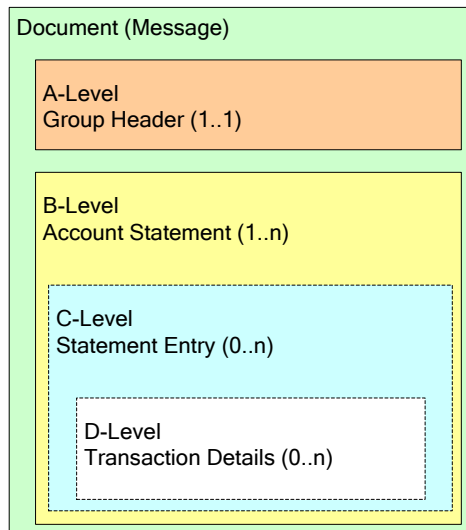 Document (Message)
A-Level
Group Header (1..1)
B-Level
Account Statement (1..n)
C-Level
Statement Entry (0..n)
D-Level
Transaction Details (0..n)